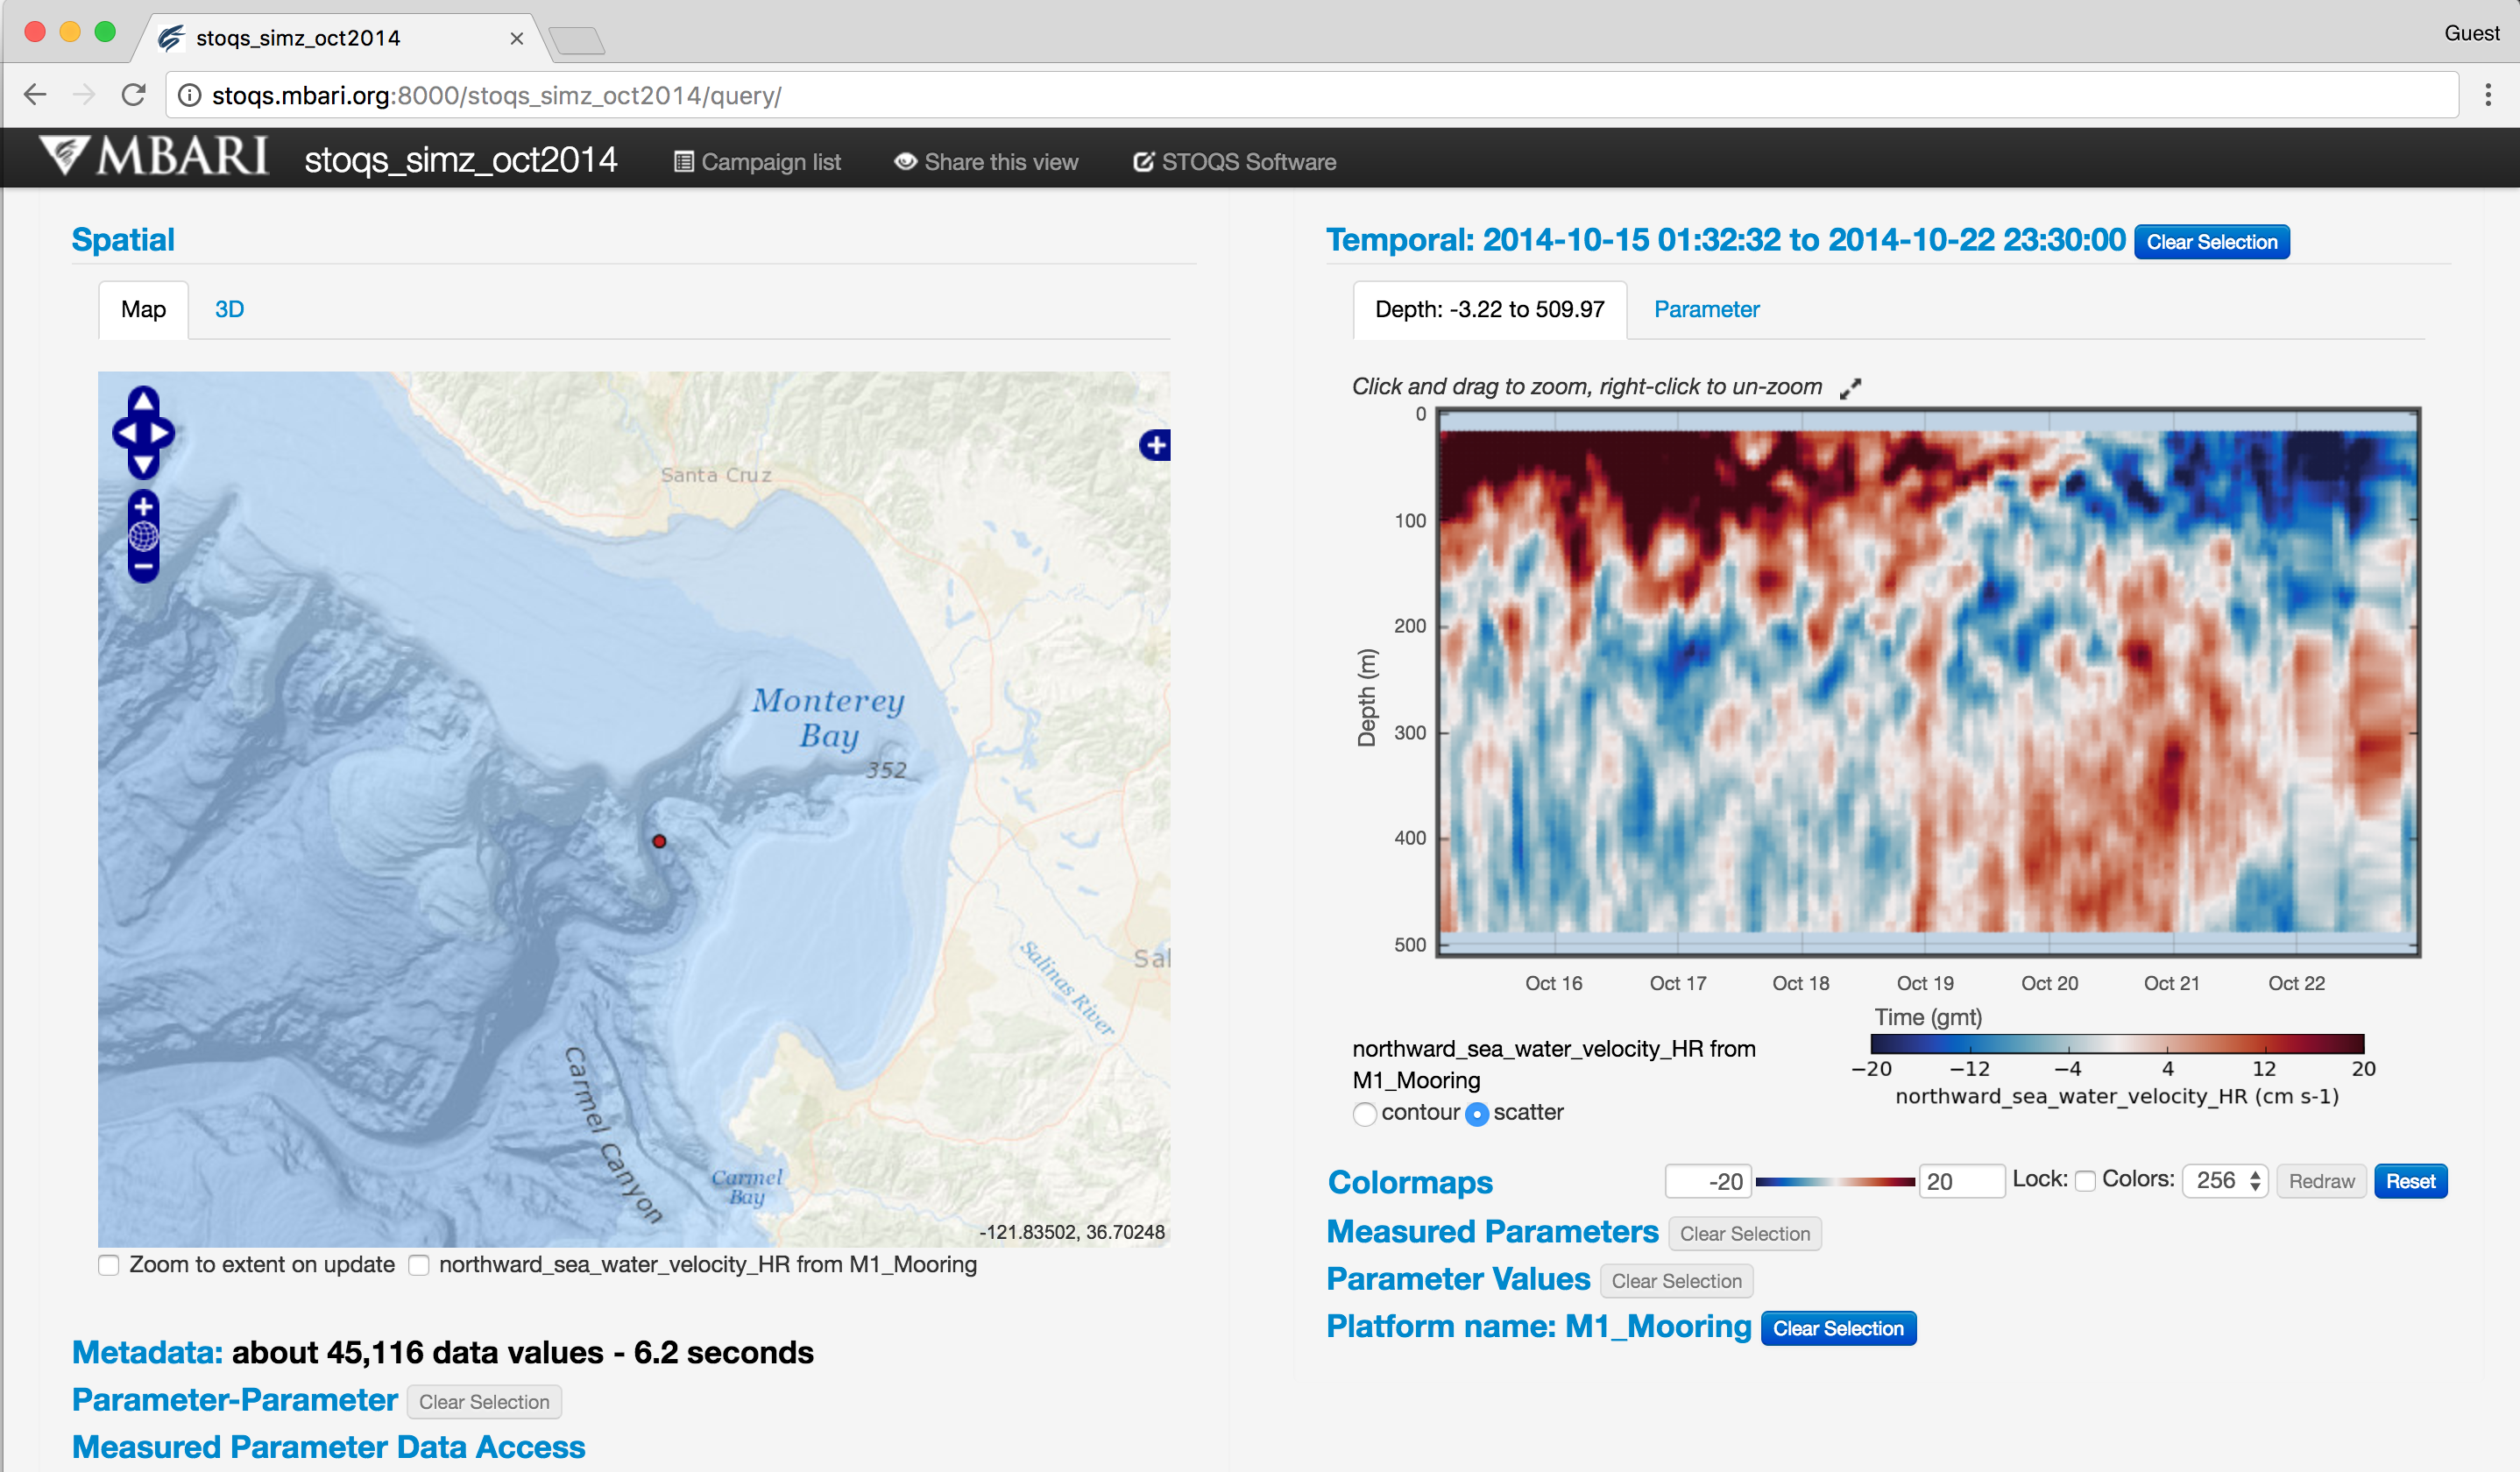 stoqs_simz_oct2014
Guest
stoqs.mbari.org:8000/stoqs_simz_oct2014/query/
MBARI stoqs_simz_oct2014 Campaign list Share this view STOQS Software
Spatial
Map 3D
Santa Cruz
Monterey
Bay
352
Salinas River
Sal
Carmel Canyon
Carmel
Bay
-121.83502, 36.70248
Zoom to extent on update northward_sea_water_velocity_HR from M1_Mooring
Metadata: about 45,116 data values - 6.2 seconds
Parameter-Parameter Clear Selection
Measured Parameter Data Access
Temporal: 2014-10-15 01:32:32 to 2014-10-22 23:30:00 Clear Selection
Depth: -3.22 to 509.97 Parameter
Click and drag to zoom, right-click to un-zoom
0
100
200
300
400
500
Depth (m)
Oct 16 Oct 17 Oct 18 Oct 19 Oct 20 Oct 21 Oct 22
Time (gmt)
northward_sea_water_velocity_HR from
M1_Mooring
contour scatter
−20 −12 −4 4 12 20
northward_sea_water_velocity_HR (cm s-1)
Colormaps -20 20 Lock: Colors: 256 Redraw Reset
Measured Parameters Clear Selection
Parameter Values Clear Selection
Platform name: M1_Mooring Clear Selection